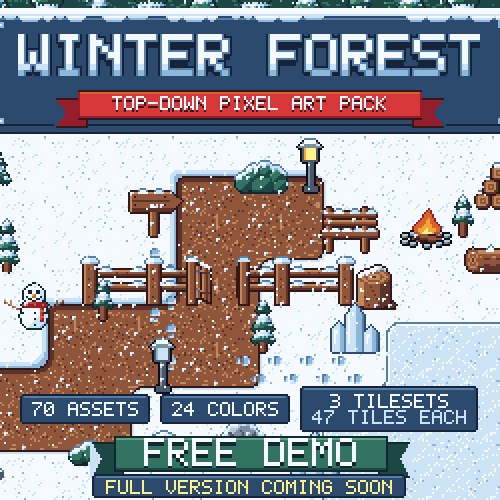 WINTER FOREST
TOP-DOWN PIXEL ART PACK
70 ASSETS
24 COLORS
3 TILESETS
47 TILES EACH
FREE DEMO
FULL VERSION COMING SOON